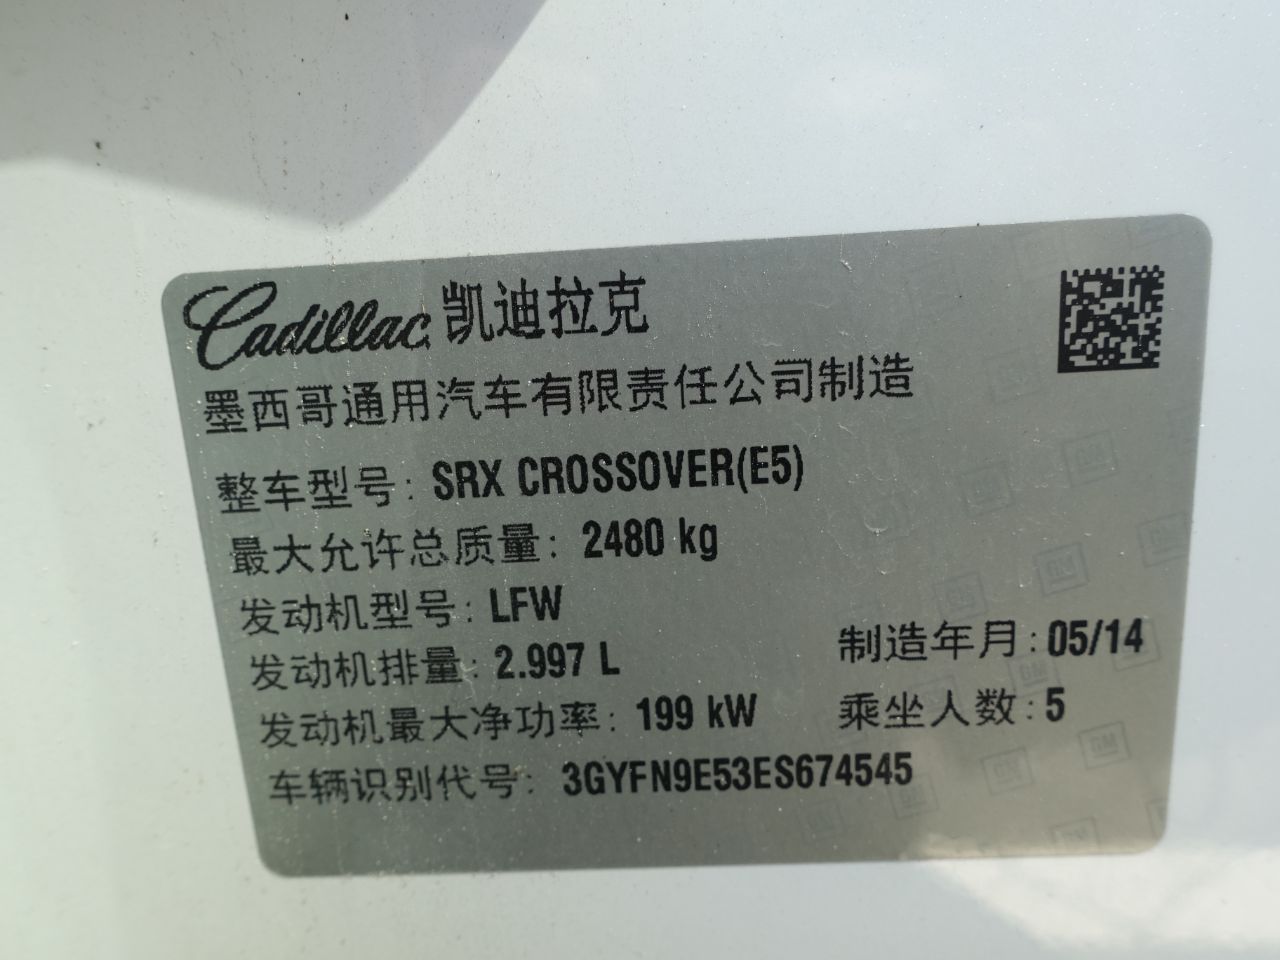 Cadillac 凯迪拉克
墨西哥通用汽车有限责任公司制造
整车型号: SRX CROSSOVER(E5)
最大允许总质量: 2480 kg
发动机型号: LFW
发动机排量: 2.997 L
制造年月: 05/14
发动机最大净功率: 199 kW
乘坐人数: 5
车辆识别代号: 3GYFN9E53ES674545